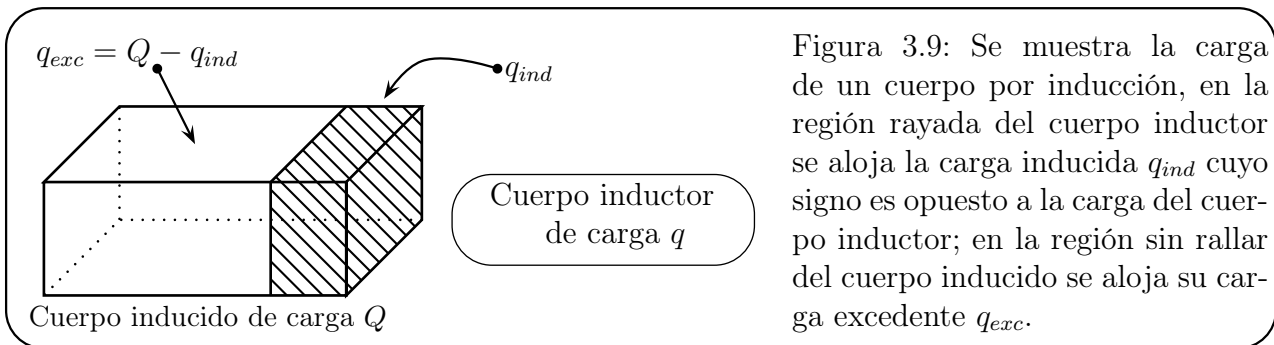 q_{exc} = Q − q_{ind}
q_{ind}
Cuerpo inductor
de carga q
Cuerpo inducido de carga Q
Figura 3.9: Se muestra la carga
de un cuerpo por inducción, en la
región rayada del cuerpo inductor
se aloja la carga inducida q_{ind} cuyo
signo es opuesto a la carga del cuer-
po inductor; en la región sin rallar
del cuerpo inducido se aloja su car-
ga excedente q_{exc}.